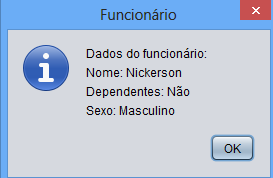 Funcionário
Dados do funcionário:
Nome: Nickerson
Dependentes: Não
Sexo: Masculino
OK